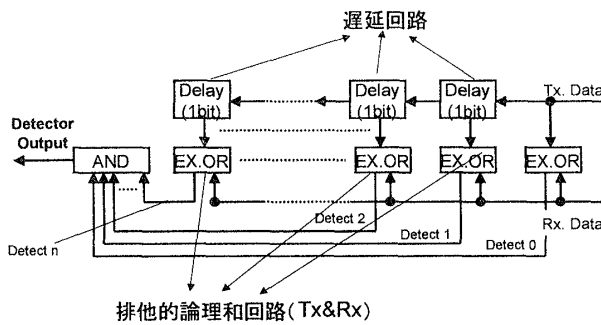 遅延回路
Delay (1bit)
Delay (1bit)
Delay (1bit)
Tx. Data
Detector Output
AND
EX.OR
EX.OR
EX.OR
EX.OR
Rx. Data
Detect 2
Detect 1
Detect 0
Detect n
排他的論理和回路(Tx&Rx)